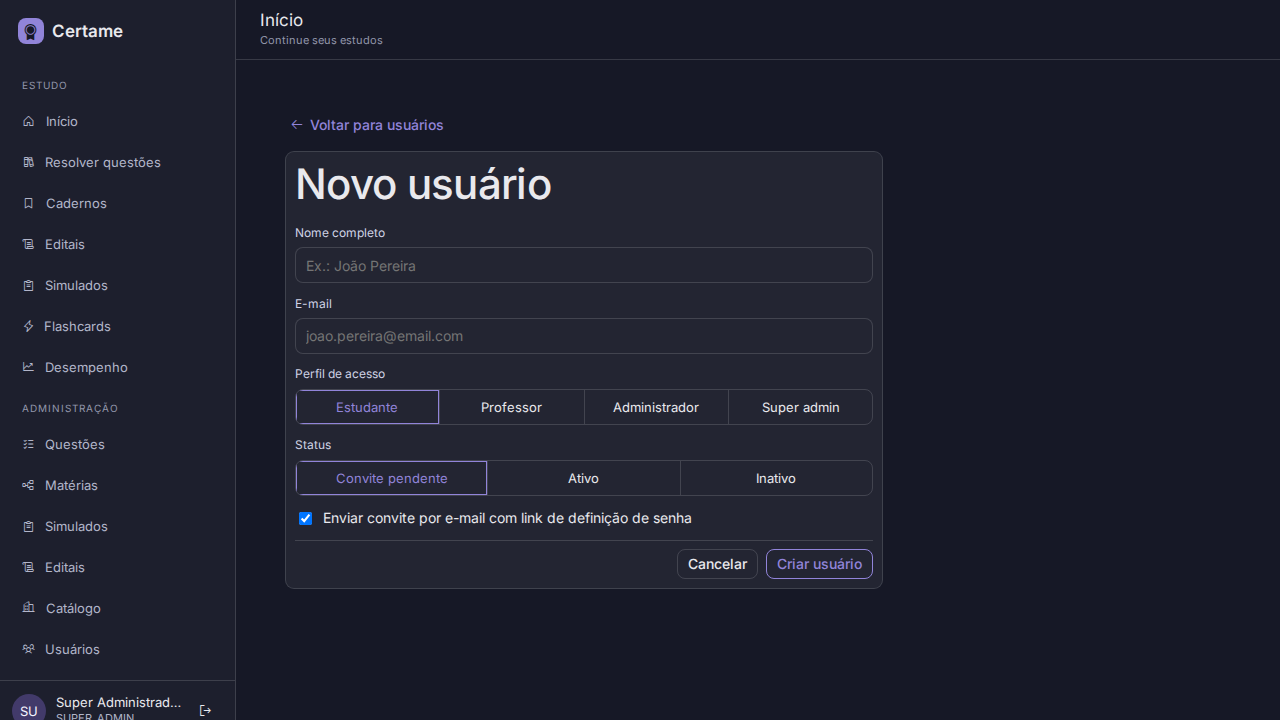 Certame
ESTUDO
Início
Resolver questões
Cadernos
Editais
Simulados
Flashcards
Desempenho
ADMINISTRAÇÃO
Questões
Matérias
Simulados
Editais
Catálogo
Usuários
SU
Super Administrad...
SUPER_ADMIN
Início
Continue seus estudos
Voltar para usuários
Novo usuário
Nome completo
Ex.: João Pereira
E-mail
joao.pereira@email.com
Perfil de acesso
Estudante Professor Administrador Super admin
Status
Convite pendente Ativo Inativo
Enviar convite por e-mail com link de definição de senha
Cancelar Criar usuário